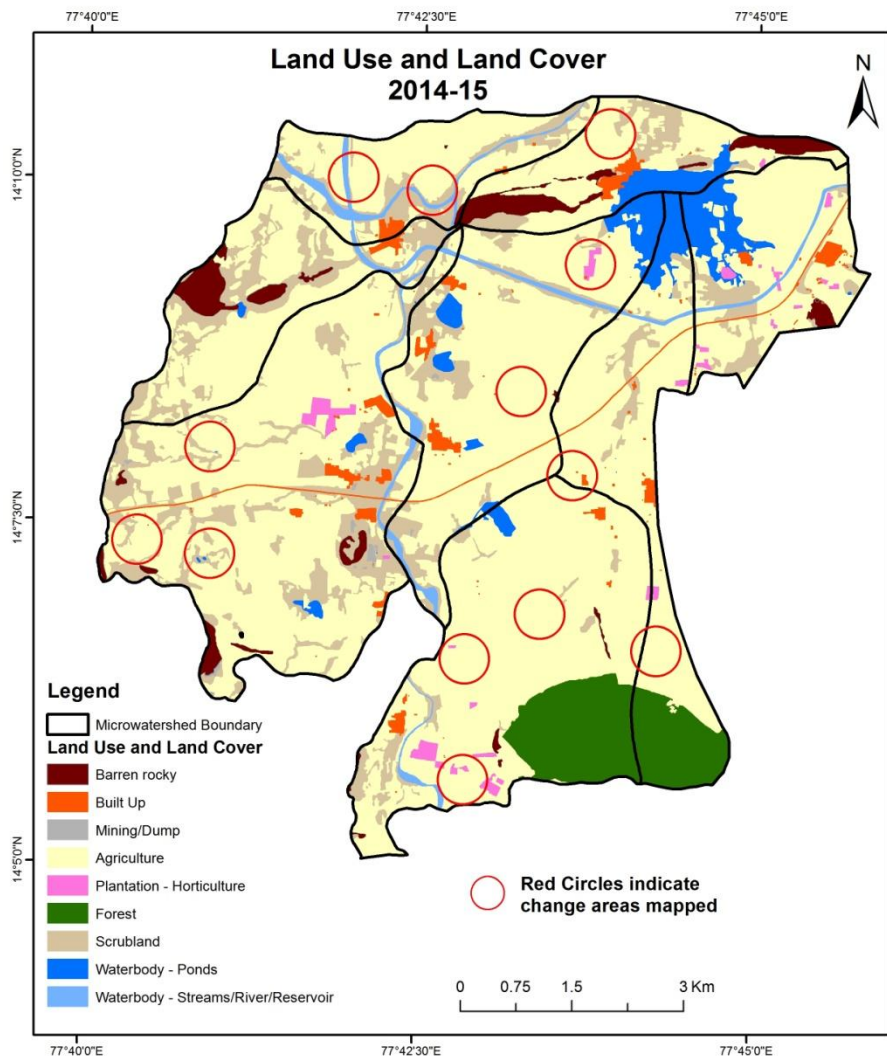 77°40'0"E
77°42'30"E
77°45'0"E
Land Use and Land Cover
2014-15
N
14°10'0"N
14°7'30"N
14°5'0"N
Legend
Microwatershed Boundary
Land Use and Land Cover
Barren rocky
Built Up
Mining/Dump
Agriculture
Plantation - Horticulture
Forest
Scrubland
Waterbody - Ponds
Waterbody - Streams/River/Reservoir
Red Circles indicate
change areas mapped
0 0.75 1.5 3 Km
77°40'0"E
77°42'30"E
77°45'0"E